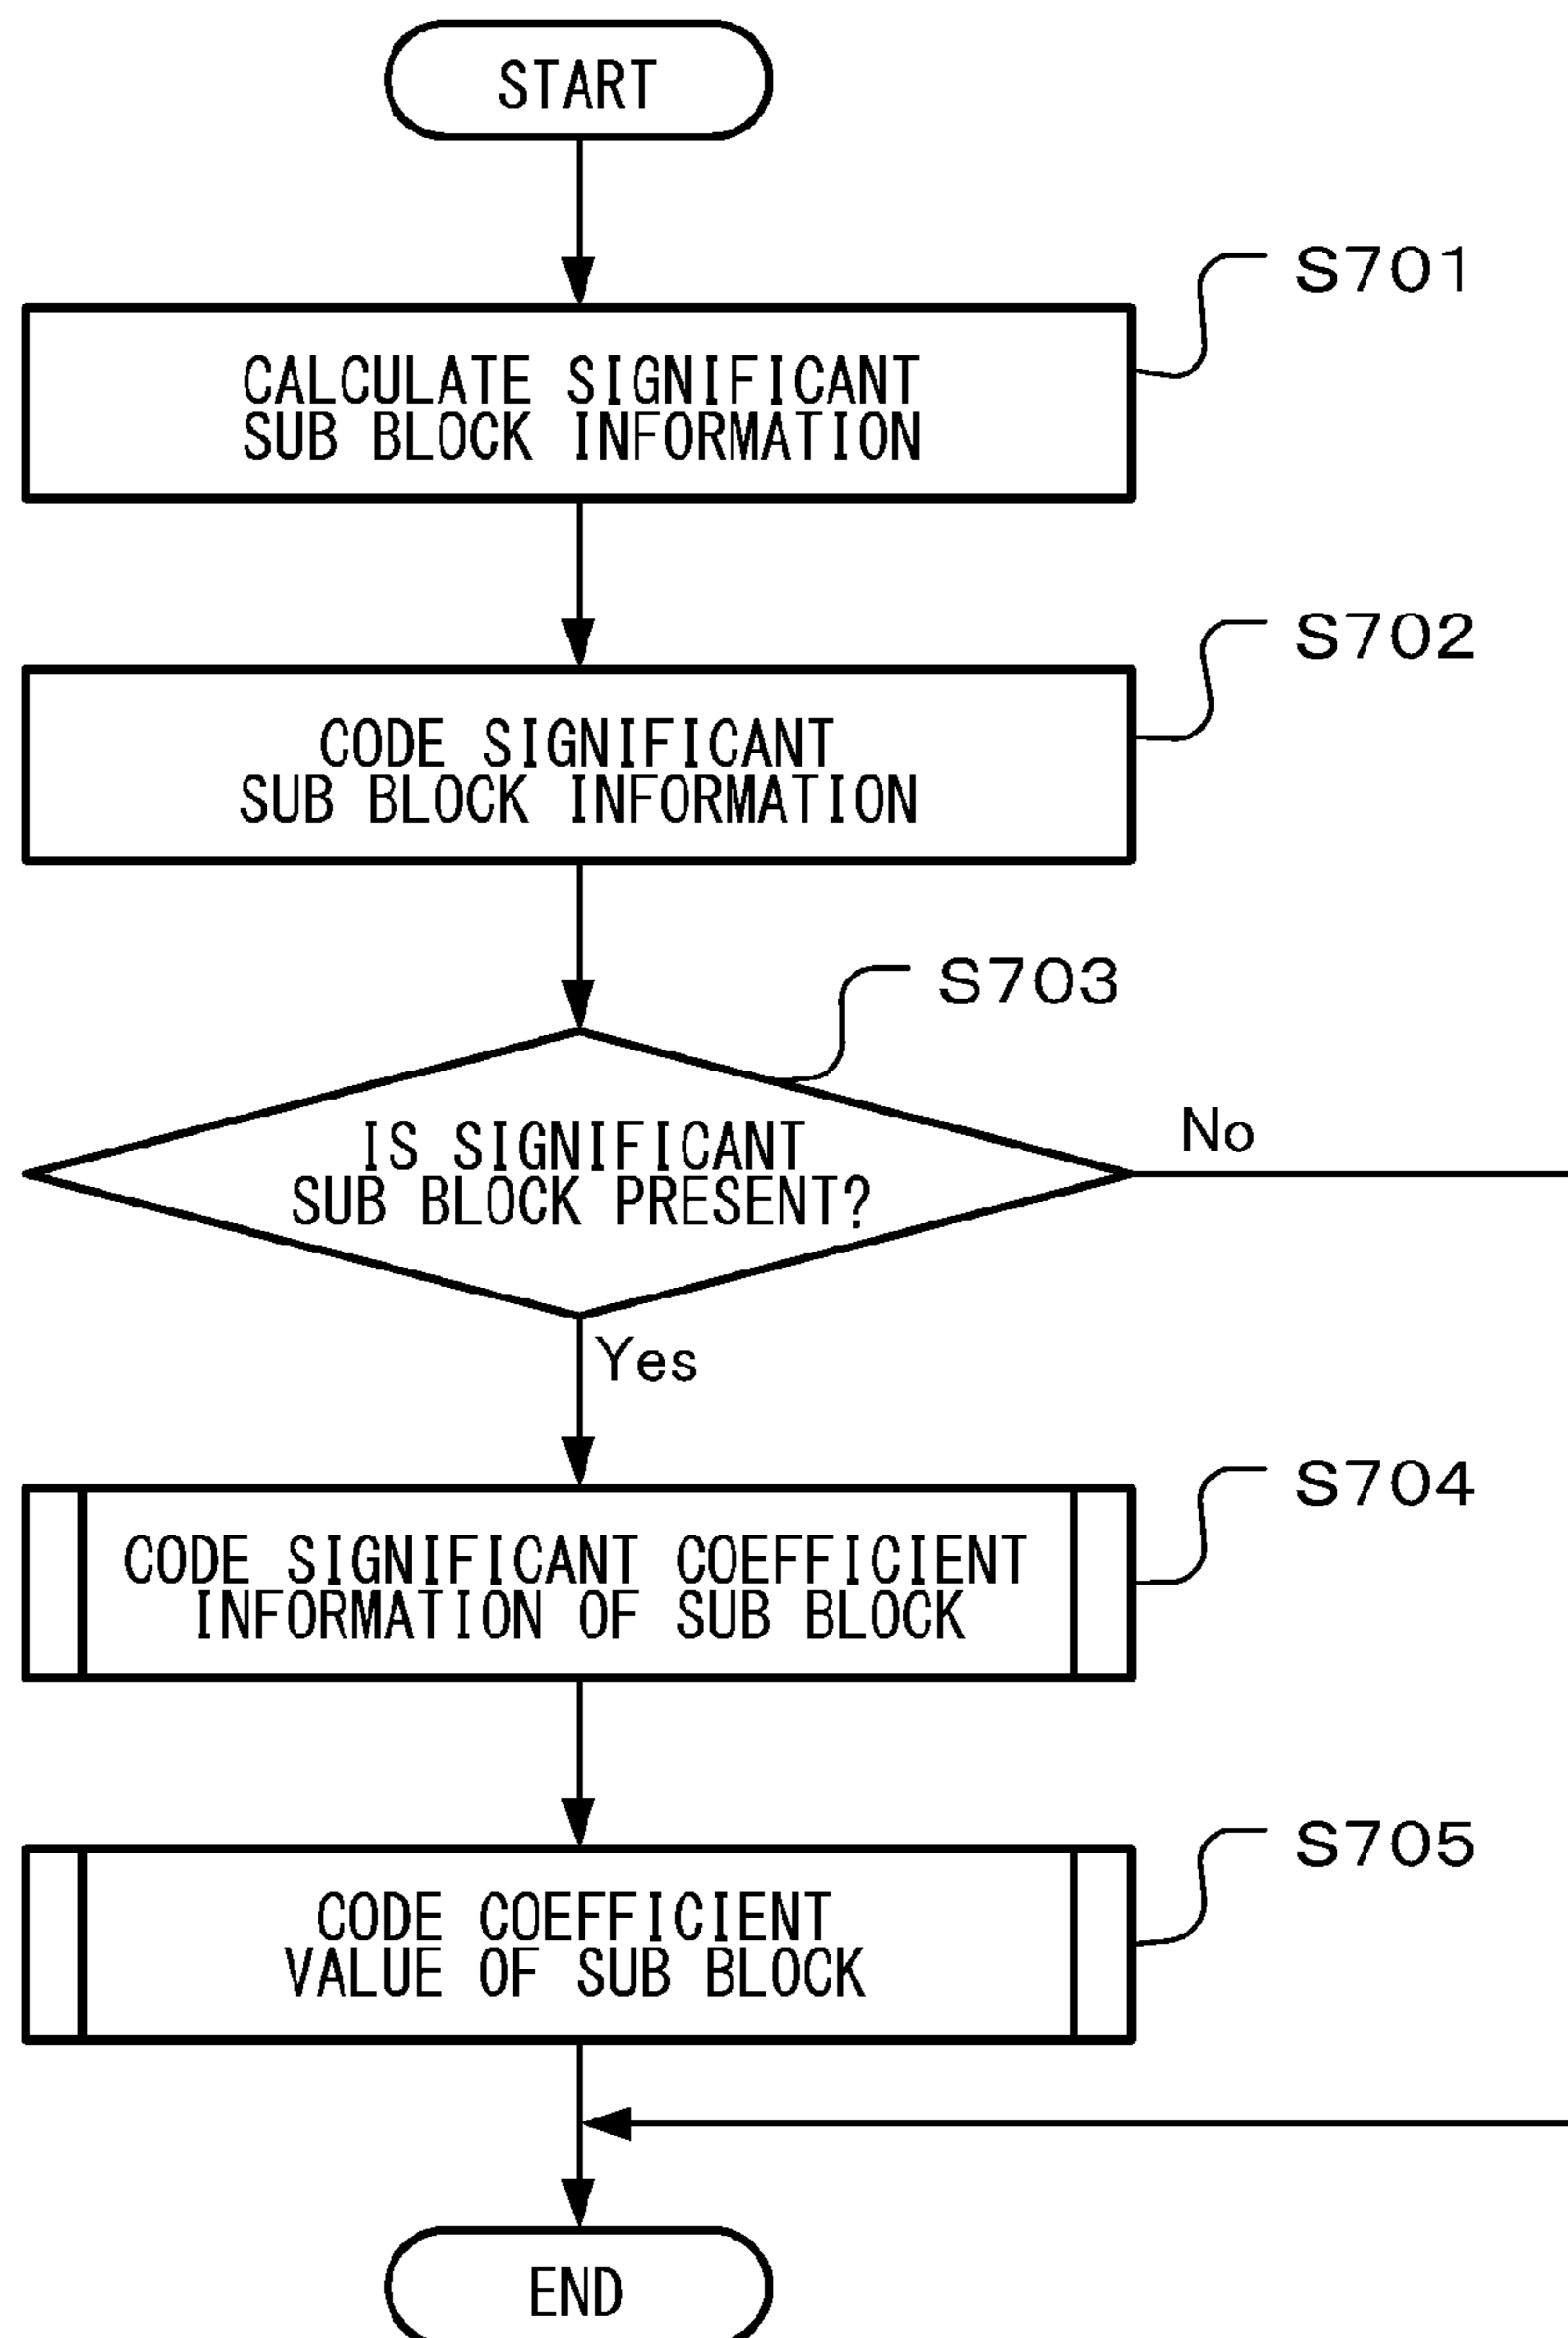 START
S701
CALCULATE SIGNIFICANT
SUB BLOCK INFORMATION
S702
CODE SIGNIFICANT
SUB BLOCK INFORMATION
S703
IS SIGNIFICANT
SUB BLOCK PRESENT?
No
Yes
S704
CODE SIGNIFICANT COEFFICIENT
INFORMATION OF SUB BLOCK
S705
CODE COEFFICIENT
VALUE OF SUB BLOCK
END